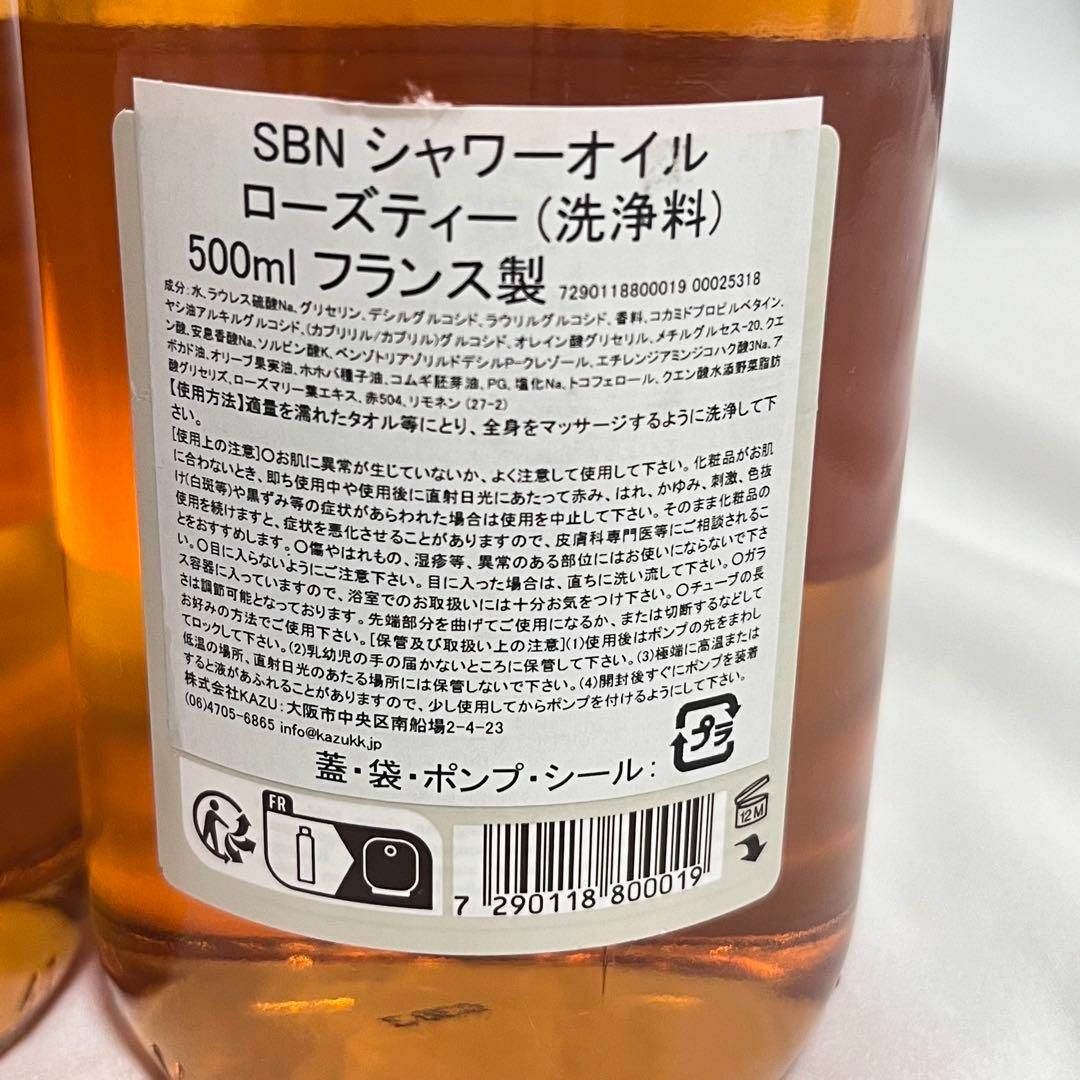 SBN シャワーオイル
ローズティー(洗浄料)
500ml フランス製 7290118800019 00025318
成分:水、ラウレス硫酸Na、グリセリン、デシルグルコシド、ラウリルグルコシド、香料、コカミドプロピルベタイン、
ヤシ油アルキルグルコシド、(カプリリル/カプリル)グルコシド、オレイン酸グリセリル、メチルグルセス-20、クエ
ン酸、安息香酸Na、ソルビン酸K、ベンゾトリアゾリルドデシルP-クレゾール、エチレンジアミンジコハク酸3Na、ア
ボカド油、オリーブ果実油、ホホバ種子油、コムギ胚芽油、PG、塩化Na、トコフェロール、クエン酸水添野菜脂肪
酸グリセリズ、ローズマリー葉エキス、赤504、リモネン (27-2)
【使用方法】適量を濡れたタオル等にとり、全身をマッサージするように洗浄して下
さい。
[使用上の注意]〇お肌に異常が生じていないか、よく注意して使用して下さい。化粧品がお肌
に合わないとき、即ち使用中や使用後に直射日光にあたって赤み、はれ、かゆみ、刺激、色抜
け(白斑等)や黒ずみ等の症状があらわれた場合は使用を中止して下さい。そのまま化粧品の
使用を続けますと、症状を悪化させることがありますので、皮膚科専門医等にご相談されるこ
とをおすすめします。〇傷やはれもの、湿疹等、異常のある部位にはお使いにならないで下さ
い。〇目に入らないようにご注意下さい。目に入った場合は、直ちに洗い流して下さい。〇ガラ
ス容器に入っていますので、浴室でのお取扱いには十分お気をつけ下さい。〇チューブの長
さは調節可能となっております。先端部分を曲げてご使用になるか、または切断するなどして
お好みの方法でご使用下さい。[保管及び取扱い上の注意](1)使用後はポンプの先をまわし
てロックして下さい。(2)乳幼児の手の届かないところに保管して下さい。(3)極端に高温または
低温の場所、直射日光のあたる場所には保管しないで下さい。(4)開封後すぐにポンプを装着
すると液があふれることがありますので、少し使用してからポンプを付けるようにして下さい。
株式会社KAZU:大阪市中央区南船場2-4-23
(06)4705-6865 info@kazukk.jp
プラ
蓋・袋・ポンプ・シール:
FR
12M
7 290118 800019